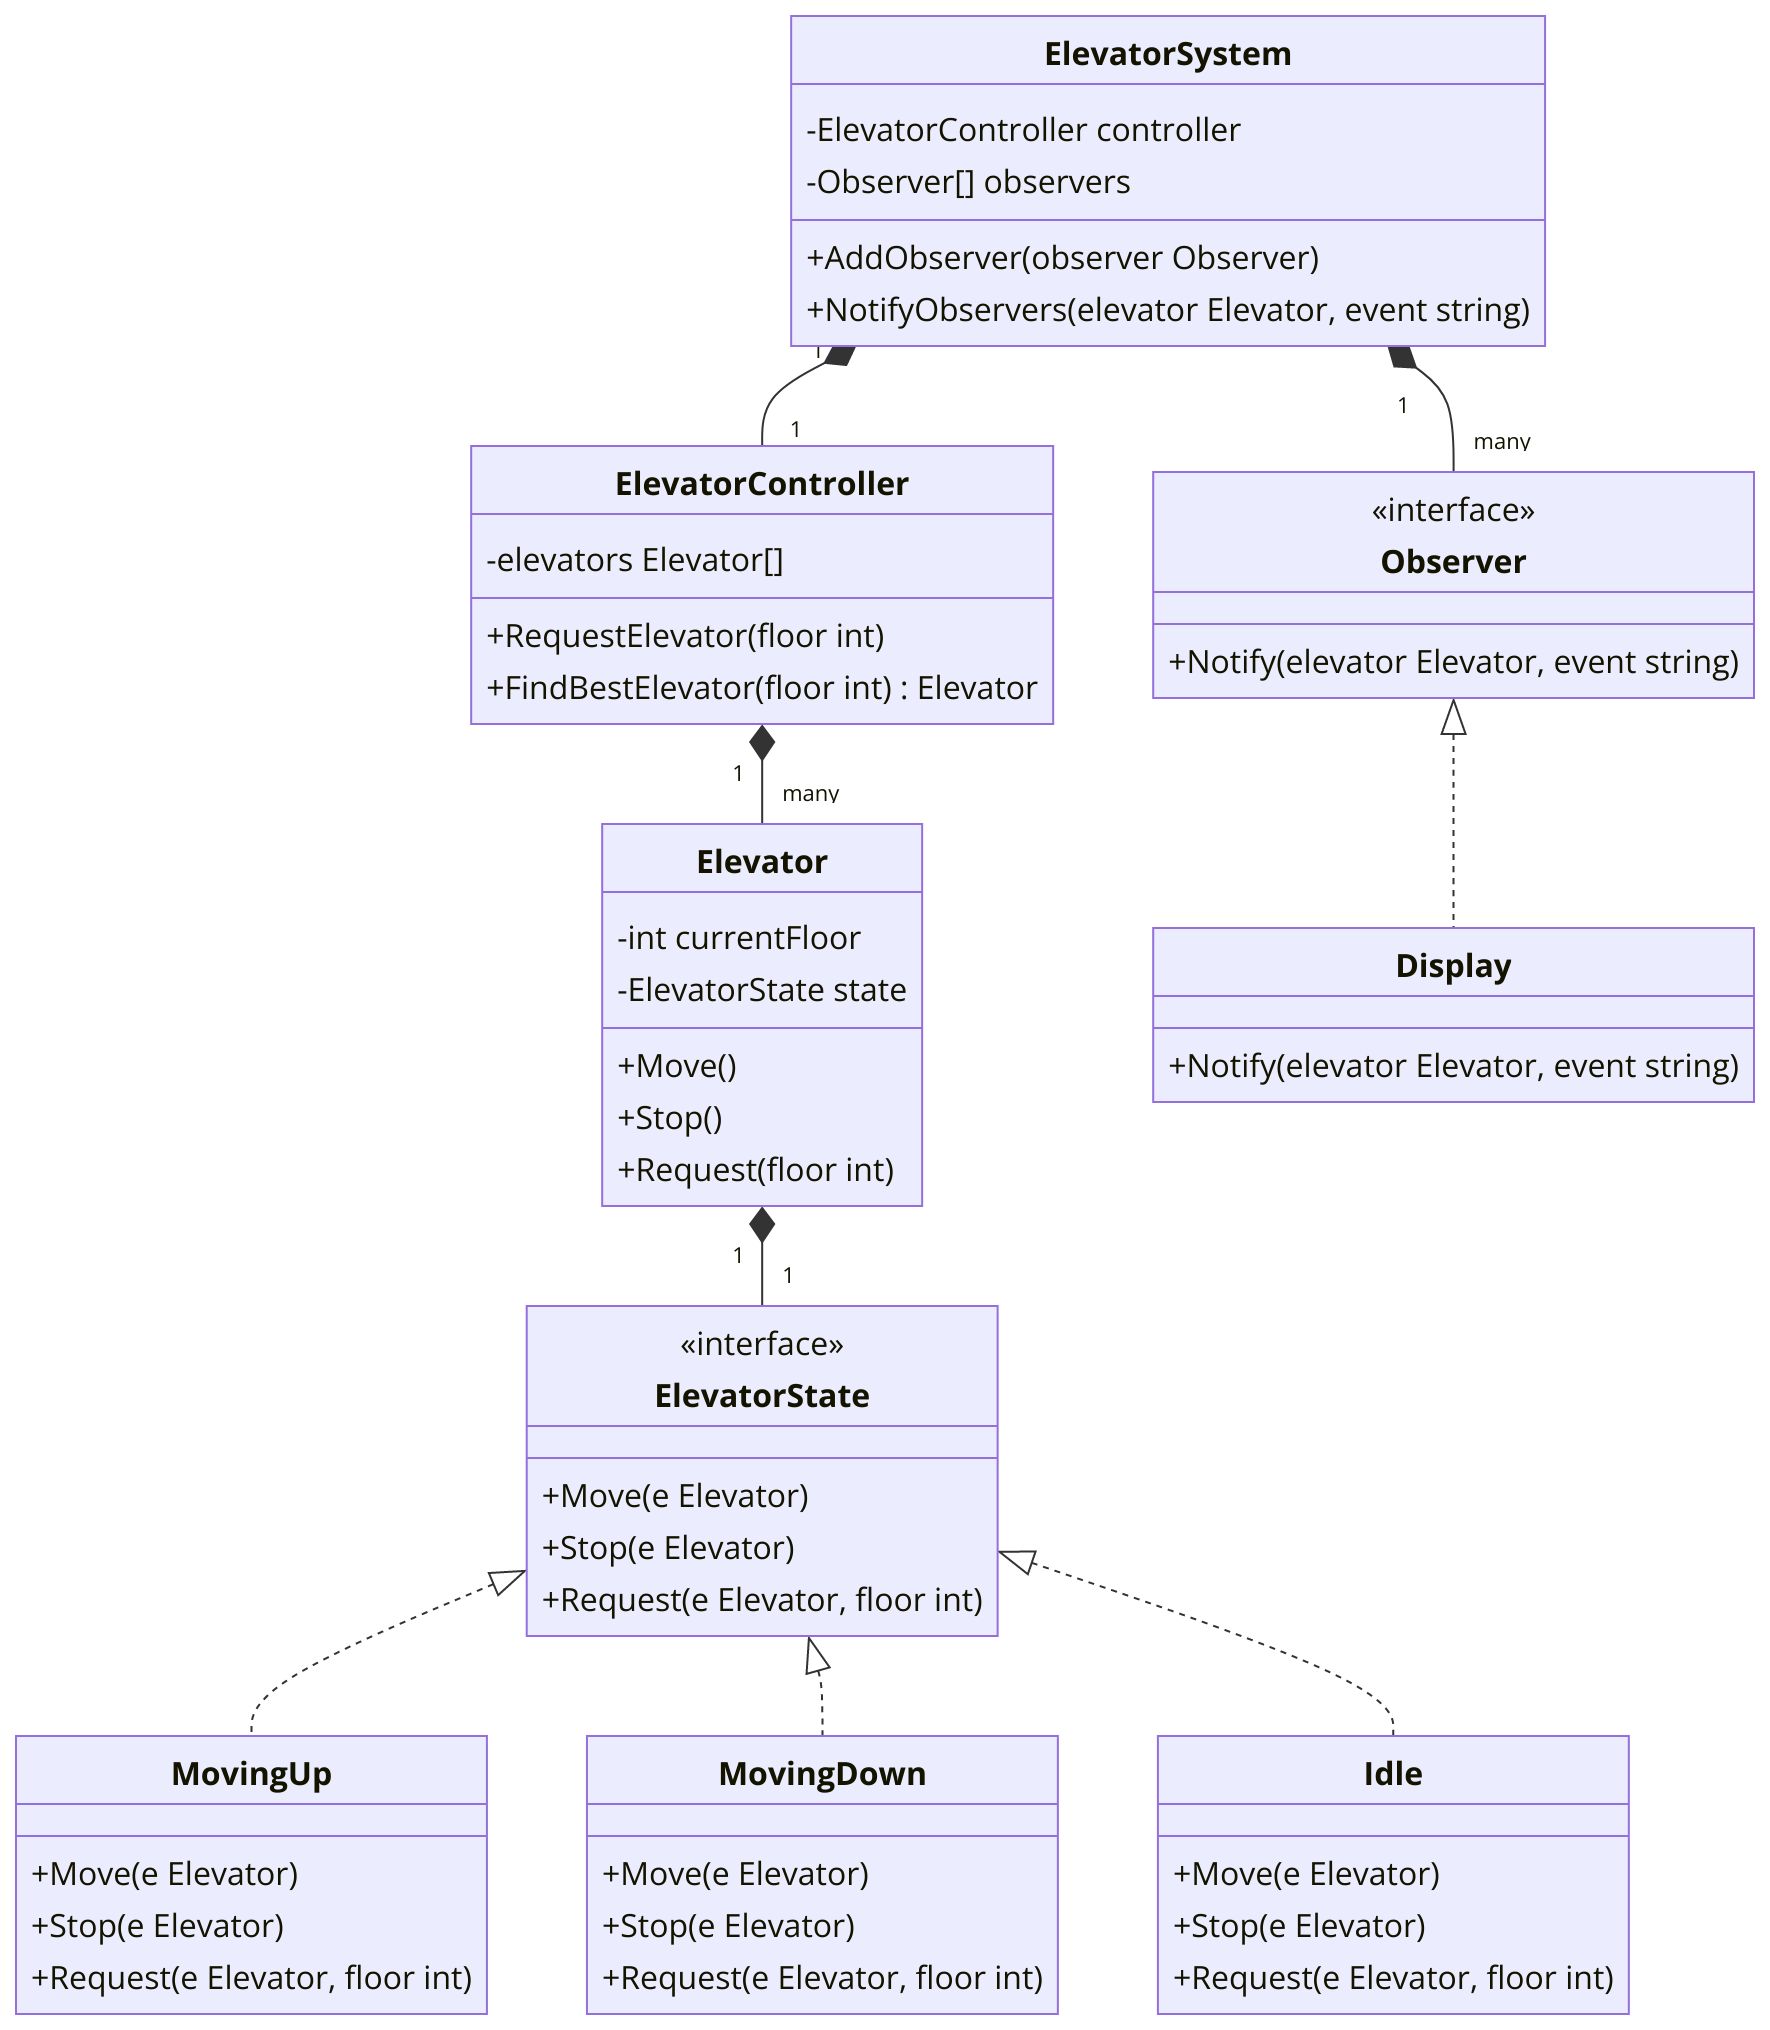 ElevatorSystem
-ElevatorController controller
-Observer[] observers
+AddObserver(observer Observer)
+NotifyObservers(elevator Elevator, event string)
1
1
1
many
ElevatorController
-elevators Elevator[]
+RequestElevator(floor int)
+FindBestElevator(floor int) : Elevator
«interface»
Observer
+Notify(elevator Elevator, event string)
1
many
Elevator
-int currentFloor
-ElevatorState state
+Move()
+Stop()
+Request(floor int)
Display
+Notify(elevator Elevator, event string)
1
1
«interface»
ElevatorState
+Move(e Elevator)
+Stop(e Elevator)
+Request(e Elevator, floor int)
MovingUp
+Move(e Elevator)
+Stop(e Elevator)
+Request(e Elevator, floor int)
MovingDown
+Move(e Elevator)
+Stop(e Elevator)
+Request(e Elevator, floor int)
Idle
+Move(e Elevator)
+Stop(e Elevator)
+Request(e Elevator, floor int)